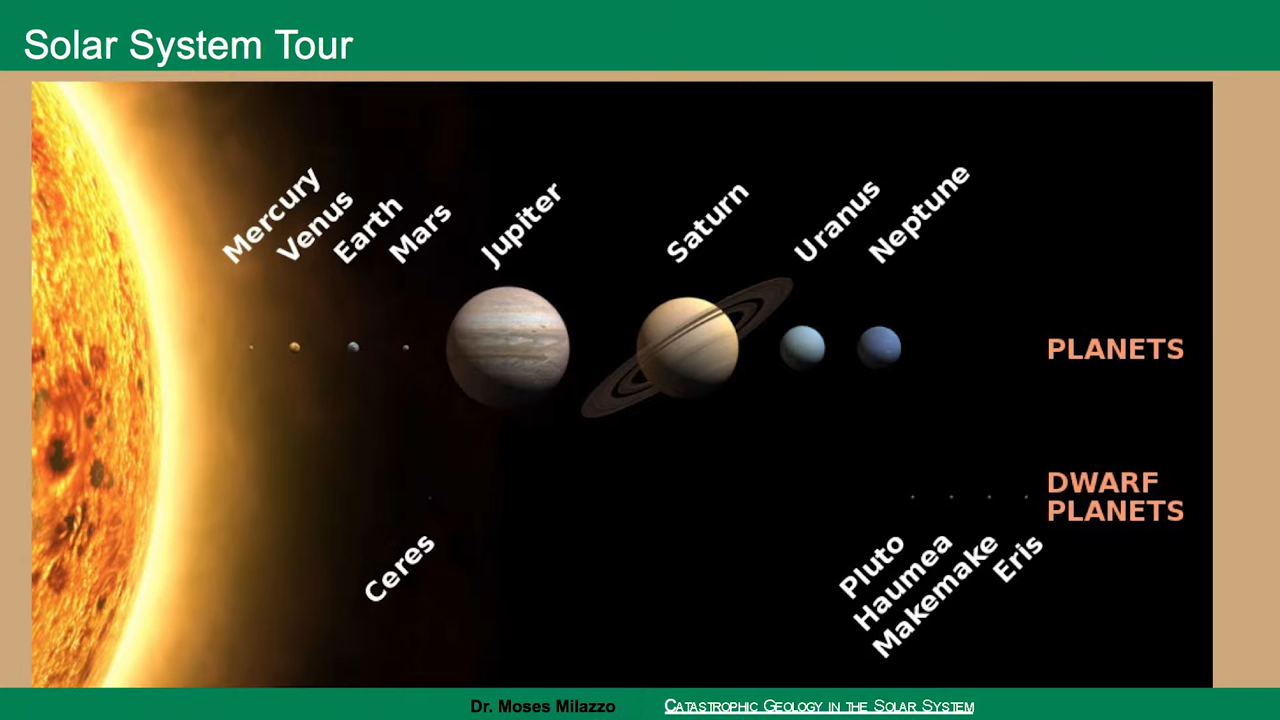 Solar System Tour
Mercury
Venus
Earth
Mars
Jupiter
Saturn
Uranus
Neptune
PLANETS
DWARF
PLANETS
Ceres
Pluto
Haumea
Makemake
Eris
Dr. Moses Milazzo
CATASTROPHIC GEOLOGY IN THE SOLAR SYSTEM